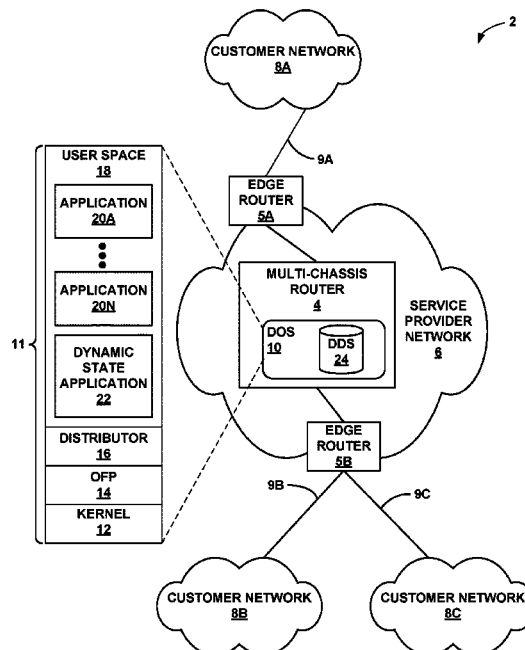 2
CUSTOMER NETWORK
8A
9A
USER SPACE
18
APPLICATION
20A
APPLICATION
20N
DYNAMIC
STATE
APPLICATION
22
DISTRIBUTOR
16
OFP
14
KERNEL
12
11
EDGE
ROUTER
5A
MULTI-CHASSIS
ROUTER
4
DOS
10
DDS
24
SERVICE
PROVIDER
NETWORK
6
EDGE
ROUTER
5B
9B
9C
CUSTOMER NETWORK
8B
CUSTOMER NETWORK
8C